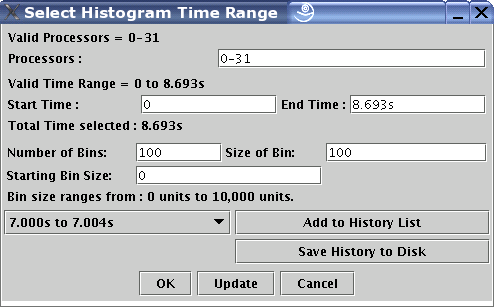 Select Histogram Time Range
Valid Processors = 0-31
Processors : 0-31
Valid Time Range = 0 to 8.693s
Start Time : 0 End Time : 8.693s
Total Time selected : 8.693s
Number of Bins: 100 Size of Bin: 100
Starting Bin Size: 0
Bin size ranges from : 0 units to 10,000 units.
7.000s to 7.004s Add to History List
Save History to Disk
OK Update Cancel